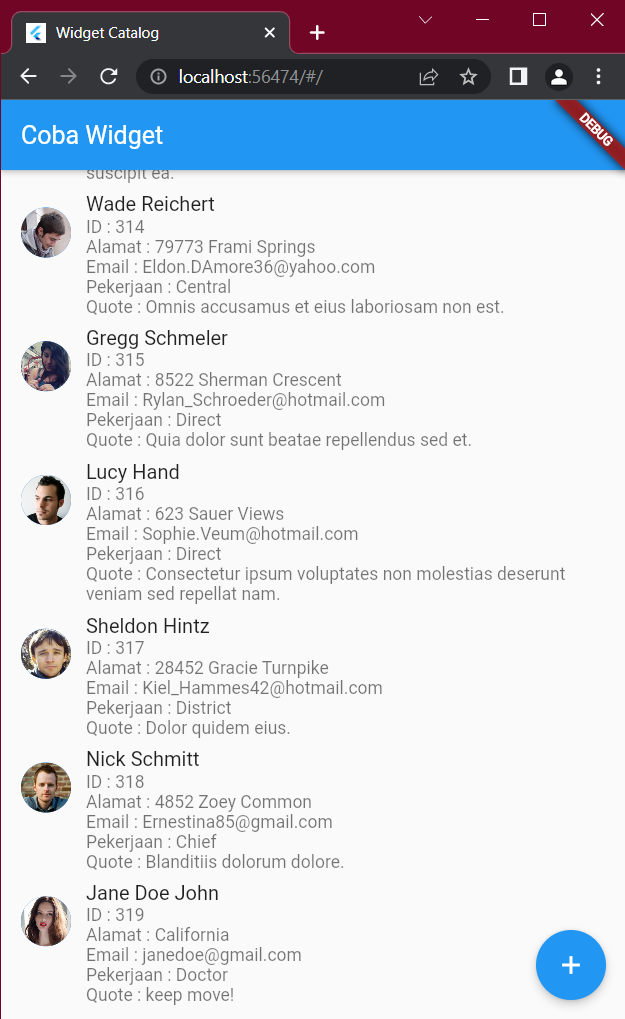 Widget Catalog
localhost:56474/#/
Coba Widget
DEBUG
suscipit ea.
Wade Reichert
ID : 314
Alamat : 79773 Frami Springs
Email : Eldon.DAmore36@yahoo.com
Pekerjaan : Central
Quote : Omnis accusamus et eius laboriosam non est.
Gregg Schmeler
ID : 315
Alamat : 8522 Sherman Crescent
Email : Rylan_Schroeder@hotmail.com
Pekerjaan : Direct
Quote : Quia dolor sunt beatae repellendus sed et.
Lucy Hand
ID : 316
Alamat : 623 Sauer Views
Email : Sophie.Veum@hotmail.com
Pekerjaan : Direct
Quote : Consectetur ipsum voluptates non molestias deserunt
veniam sed repellat nam.
Sheldon Hintz
ID : 317
Alamat : 28452 Gracie Turnpike
Email : Kiel_Hammes42@hotmail.com
Pekerjaan : District
Quote : Dolor quidem eius.
Nick Schmitt
ID : 318
Alamat : 4852 Zoey Common
Email : Ernestina85@gmail.com
Pekerjaan : Chief
Quote : Blanditiis dolorum dolore.
Jane Doe John
ID : 319
Alamat : California
Email : janedoe@gmail.com
Pekerjaan : Doctor
Quote : keep move!